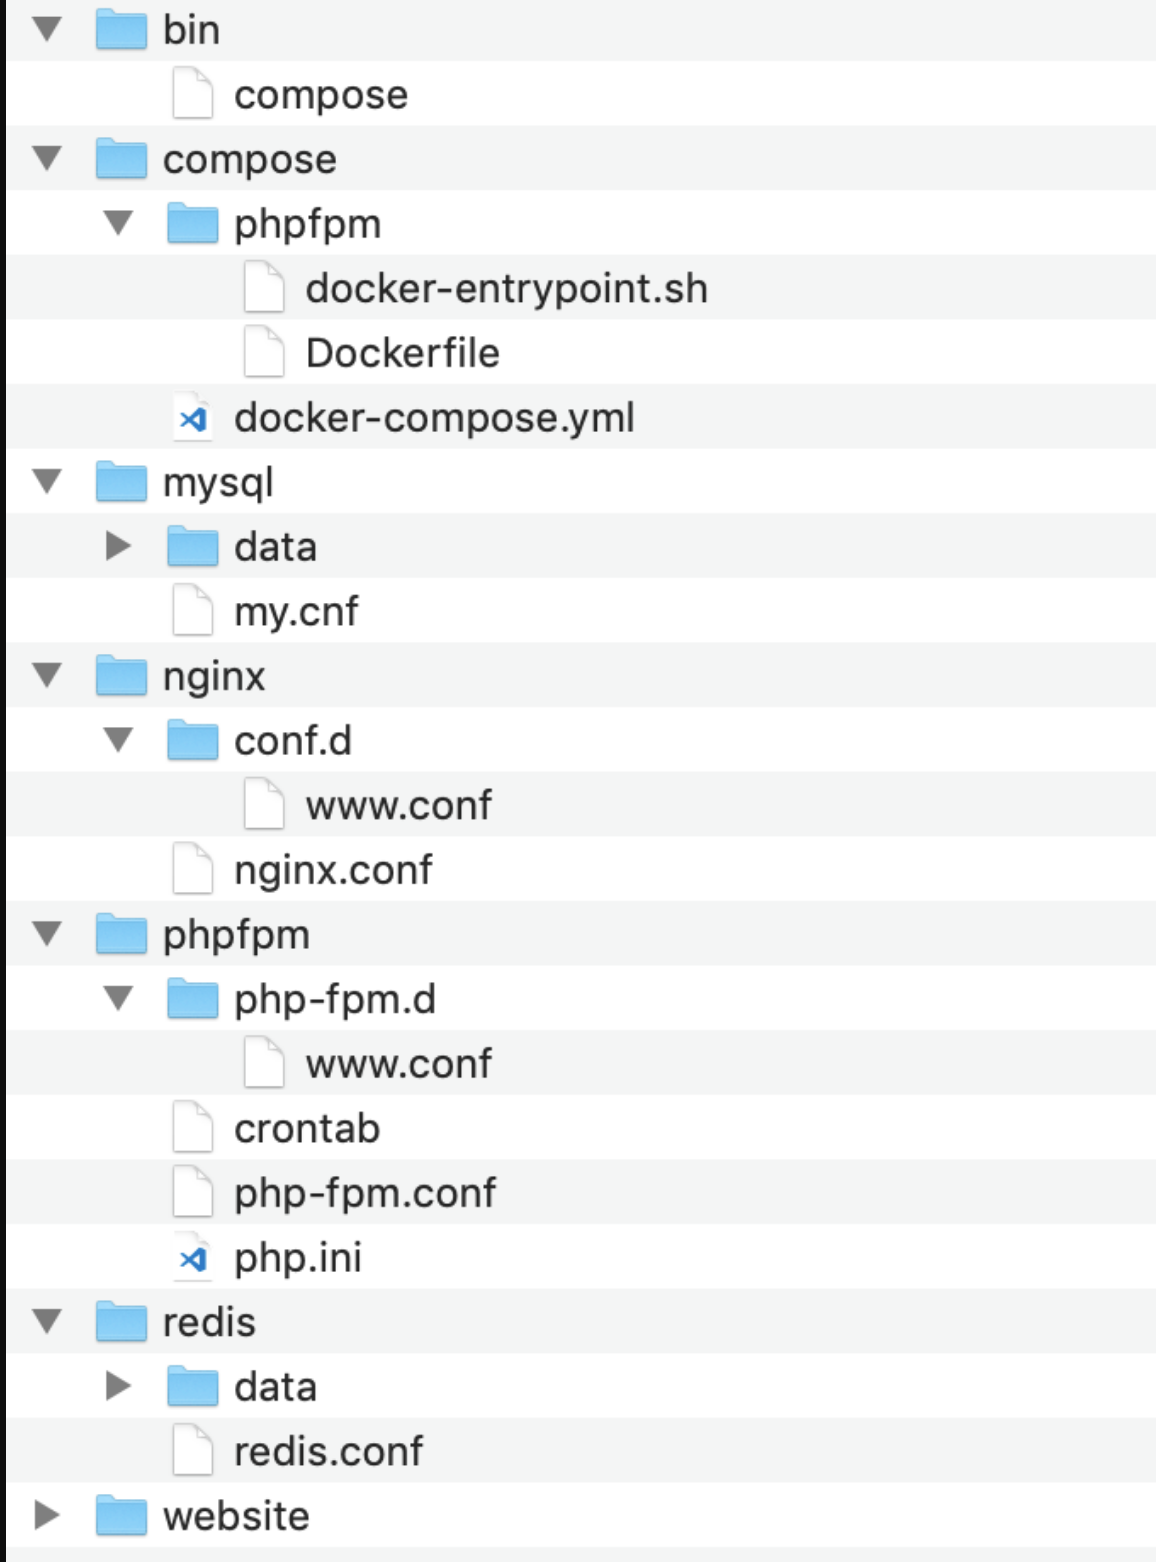 bin
compose
compose
phpfpm
docker-entrypoint.sh
Dockerfile
docker-compose.yml
mysql
data
my.cnf
nginx
conf.d
www.conf
nginx.conf
phpfpm
php-fpm.d
www.conf
crontab
php-fpm.conf
php.ini
redis
data
redis.conf
website